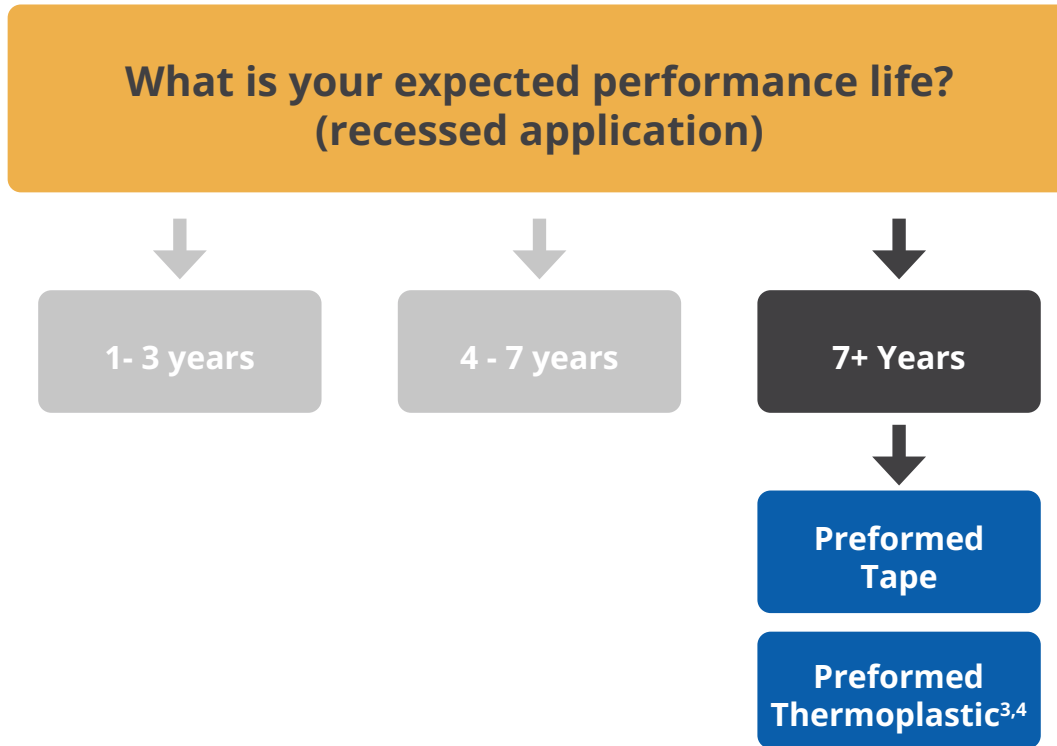 What is your expected performance life?
(recessed application)
1- 3 years
4 - 7 years
7+ Years
Preformed
Tape
Preformed
Thermoplastic3,4